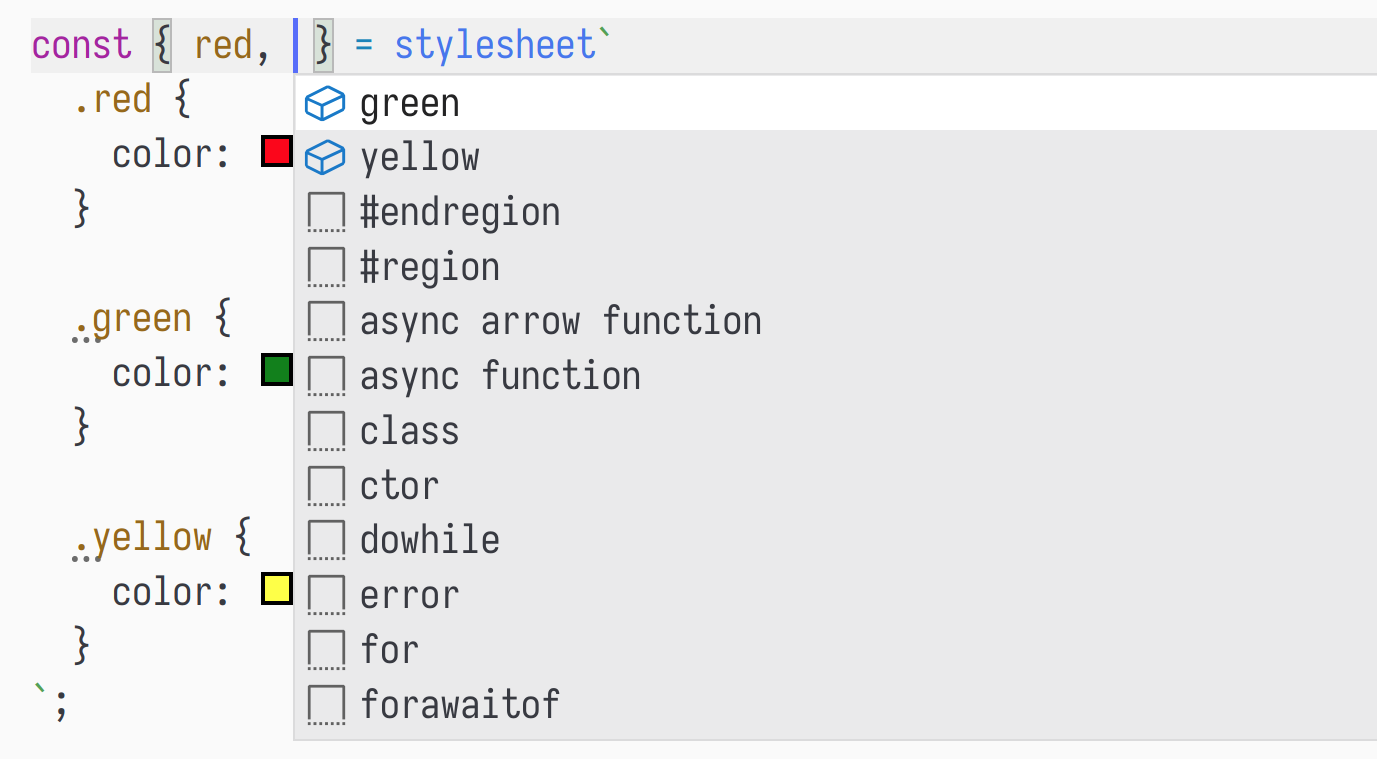 const { red, } = stylesheet`
.red {
green
color:
yellow
}
#endregion
#region
.green {
async arrow function
color:
async function
}
class
ctor
.yellow {
dowhile
color:
error
}
for
`;
forawaitof